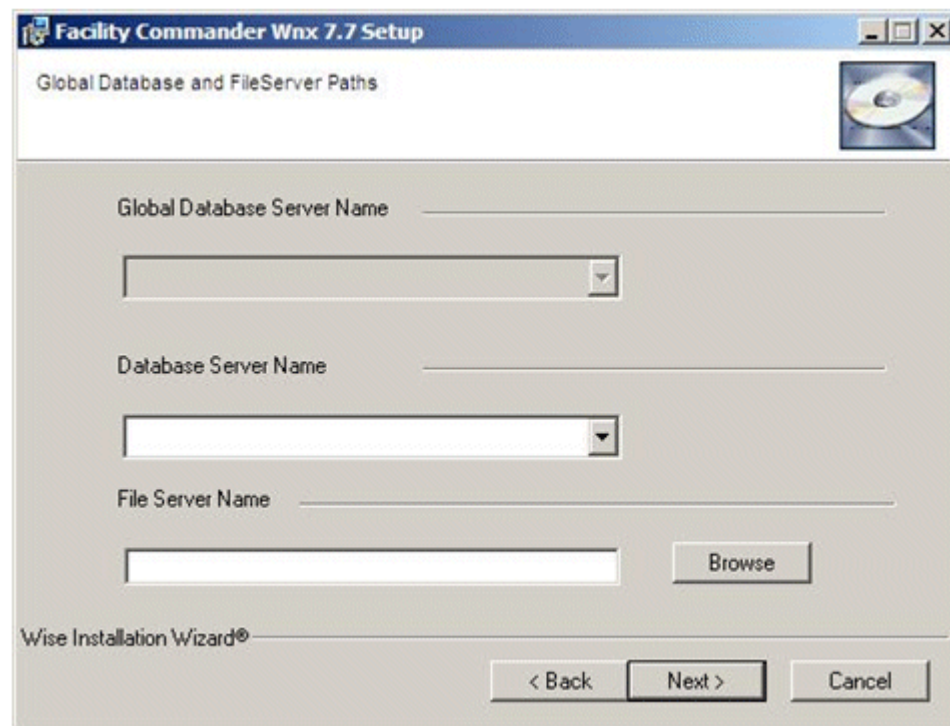 Facility Commander Wnx 7.7 Setup
Global Database and FileServer Paths
Global Database Server Name
Database Server Name
File Server Name
Browse
Wise Installation Wizard®
< Back
Next >
Cancel